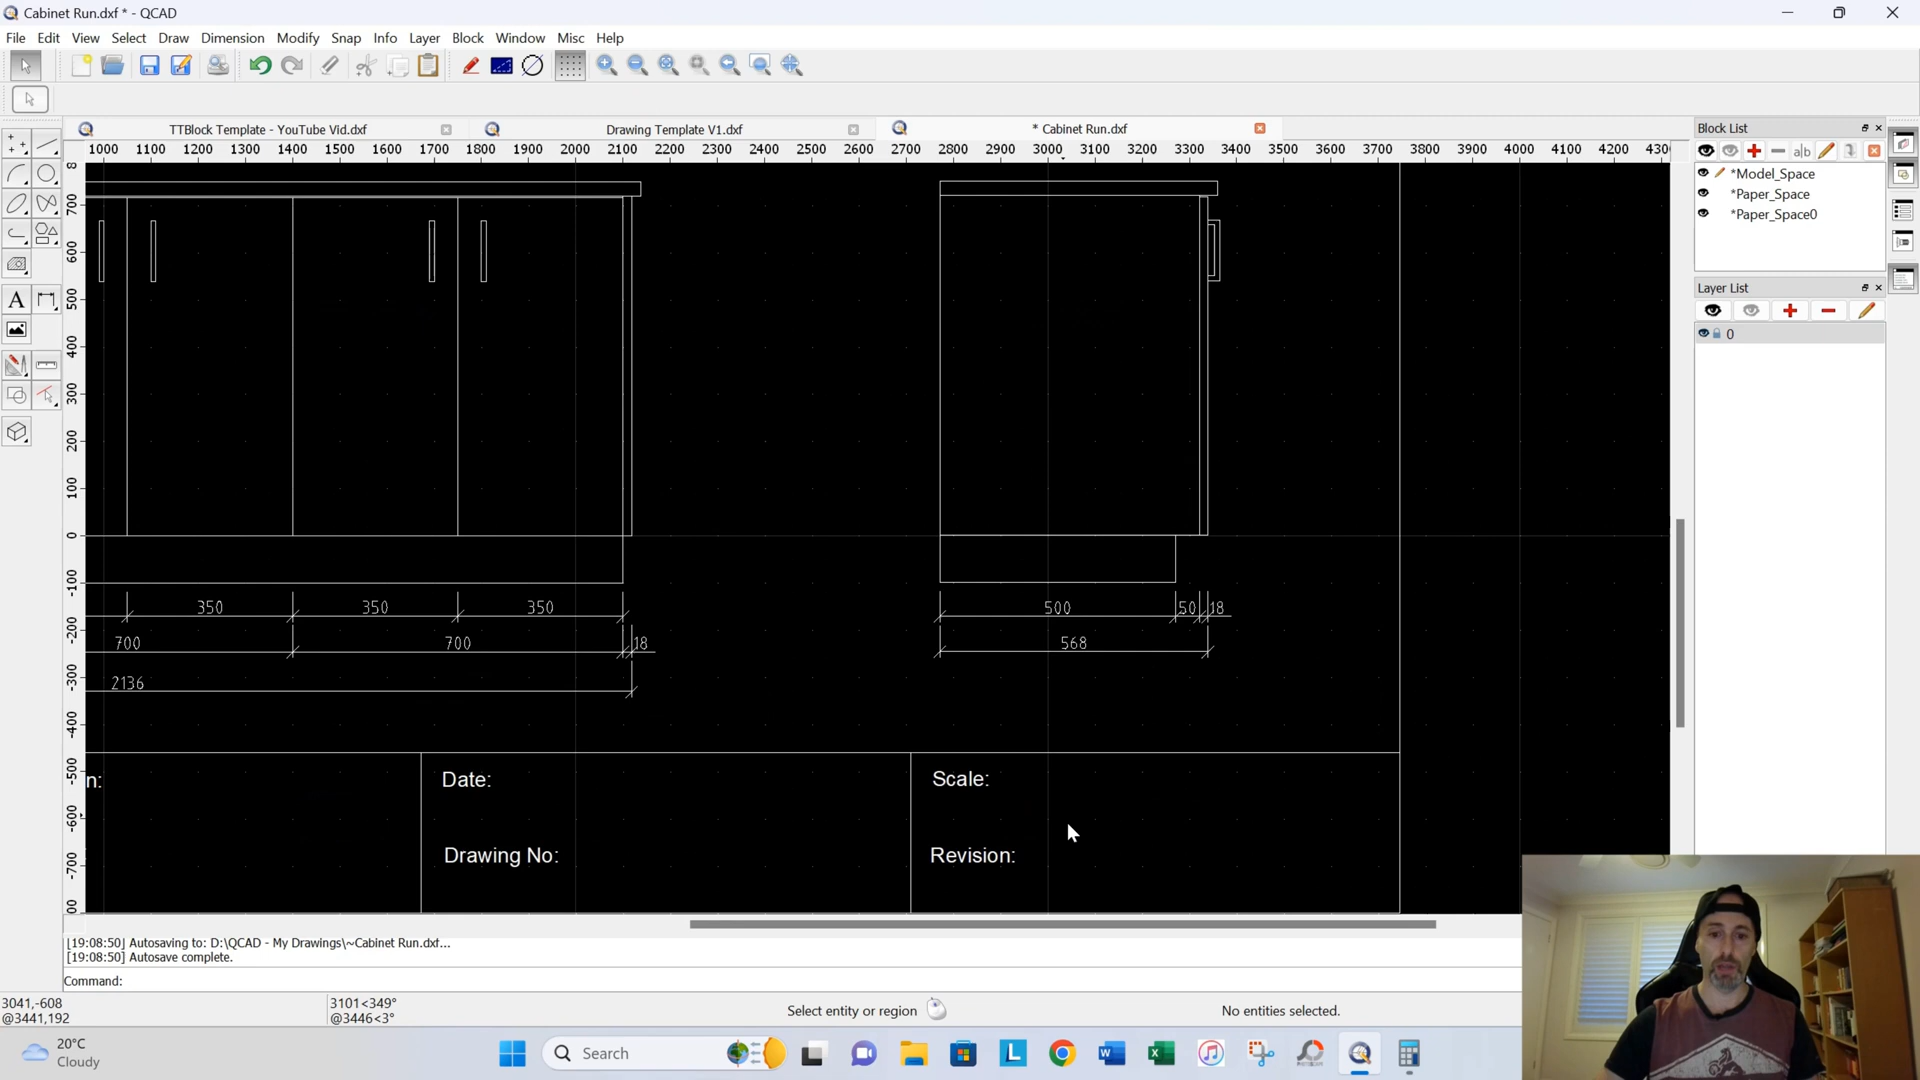 Cabinet Run.dxf * - QCAD
File Edit View Select Draw Dimension Modify Snap Info Layer Block Window Misc Help
TTBlock Template - YouTube Vid.dxf Drawing Template V1.dxf * Cabinet Run.dxf
1000 1100 1200 1300 1400 1500 1600 1700 1800 1900 2000 2100 2200 2300 2400 2500 2600 2700 2800 2900 3000 3100 3200 3300 3400 3500 3600 3700 3800 3900 4000 4100 4200
Block List
a|b
*Model_Space
*Paper_Space
*Paper_Space0
Layer List
0
700
600
500
400
300
200
100
0
-100
-200
-300
-400
-500
-600
-700
350 350 350
700 700 18
2136
500 50 18
568
n: Date: Scale:
Drawing No: Revision:
[19:08:50] Autosaving to: D:\QCAD - My Drawings\~Cabinet Run.dxf...
[19:08:50] Autosave complete.
Command:
3041,-608
@3441,192
3101<349°
@3446<3°
Select entity or region
No entities selected.
20°C
Cloudy
Search